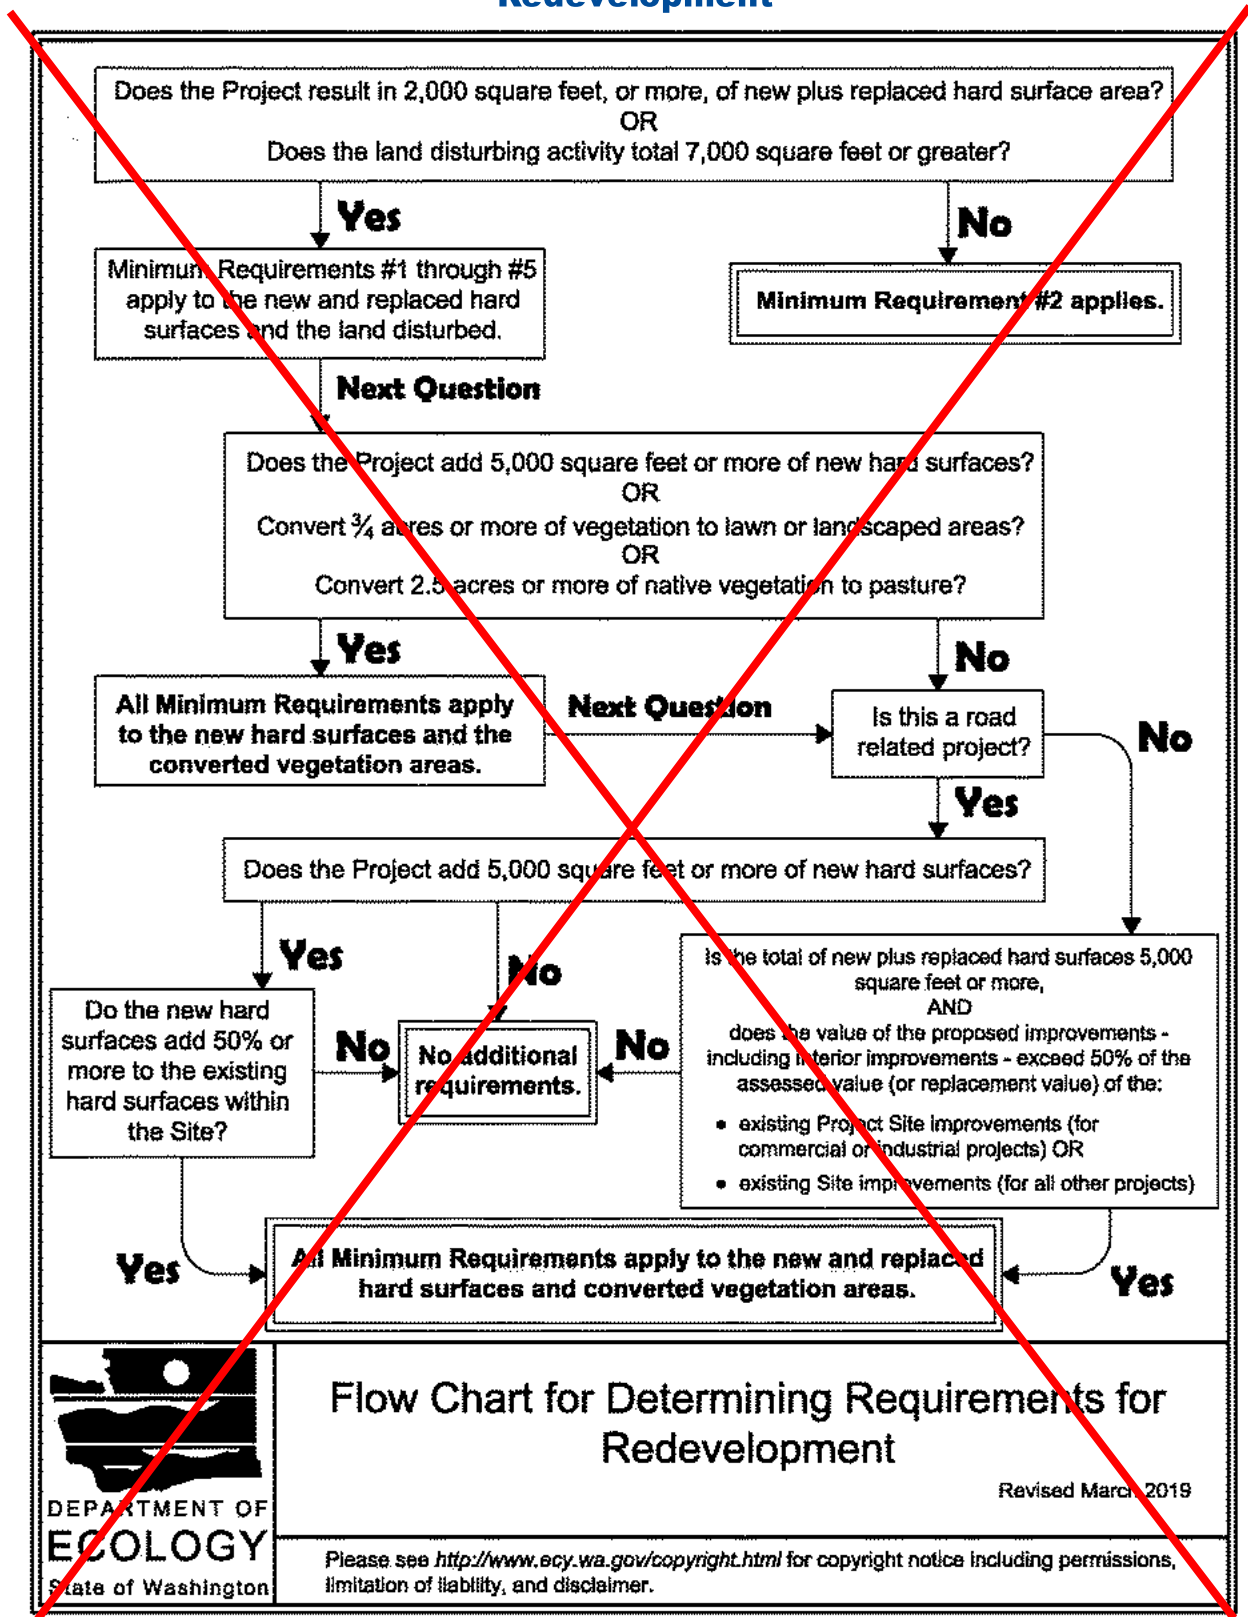 Redevelopment
Does the Project result in 2,000 square feet, or more, of new plus replaced hard surface area?
OR
Does the land disturbing activity total 7,000 square feet or greater?
Yes
No
Minimum Requirements #1 through #5
apply to the new and replaced hard
surfaces and the land disturbed.
Minimum Requirement #2 applies.
Next Question
Does the Project add 5,000 square feet or more of new hard surfaces?
OR
Convert ¾ acres or more of vegetation to lawn or landscaped areas?
OR
Convert 2.5 acres or more of native vegetation to pasture?
Yes
No
All Minimum Requirements apply
to the new hard surfaces and the
converted vegetation areas.
Next Question
Is this a road
related project?
No
Yes
Does the Project add 5,000 square feet or more of new hard surfaces?
Yes
No
Do the new hard
surfaces add 50% or
more to the existing
hard surfaces within
the Site?
No
No additional
requirements.
No
Is the total of new plus replaced hard surfaces 5,000
square feet or more,
AND
does the value of the proposed improvements -
including interior improvements - exceed 50% of the
assessed value (or replacement value) of the:
• existing Project Site improvements (for
commercial or industrial projects) OR
• existing Site improvements (for all other projects)
Yes
All Minimum Requirements apply to the new and replaced
hard surfaces and converted vegetation areas.
Yes
DEPARTMENT OF
ECOLOGY
State of Washington
Flow Chart for Determining Requirements for
Redevelopment
Revised March 2019
Please see http://www.ecy.wa.gov/copyright.html for copyright notice including permissions,
limitation of liability, and disclaimer.